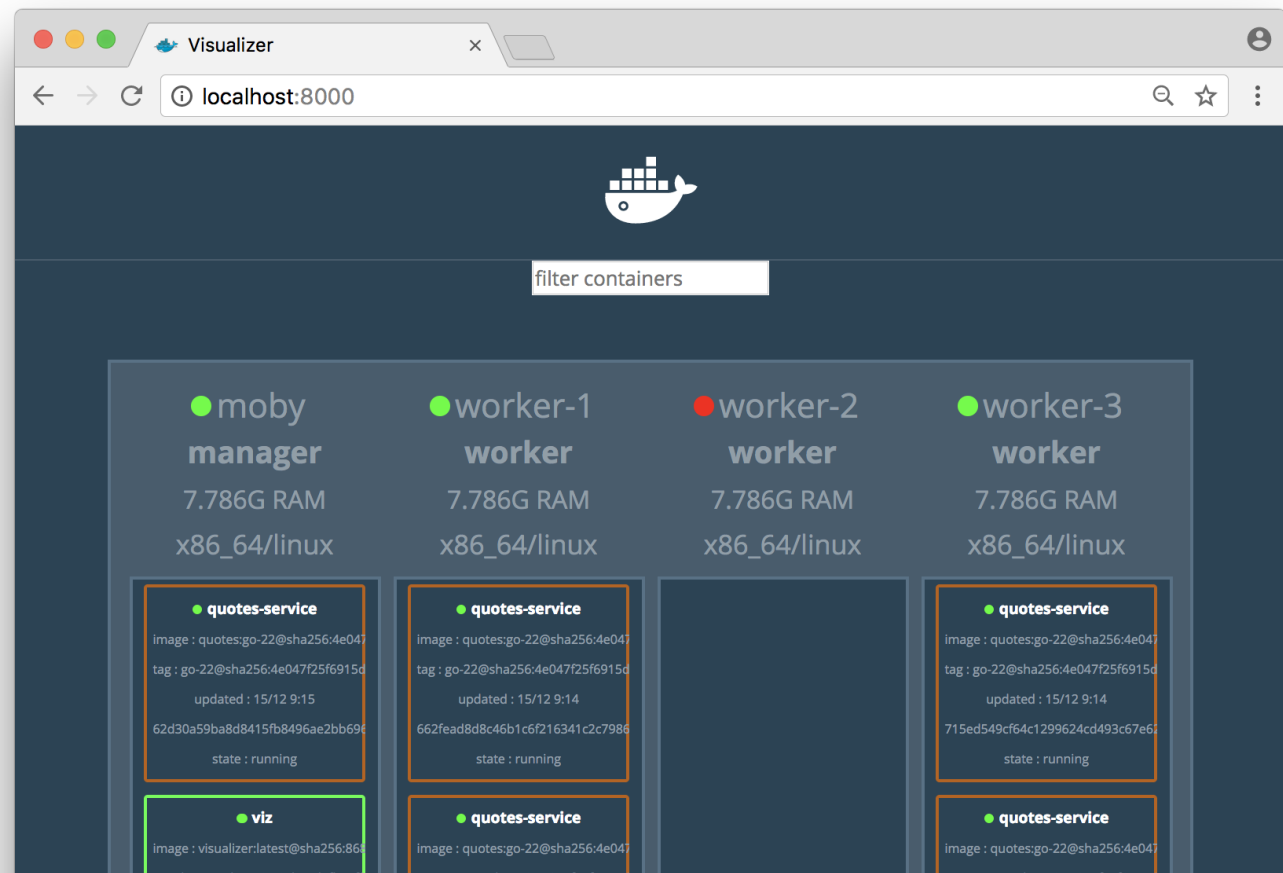 Visualizer
localhost:8000
filter containers
moby
manager
7.786G RAM
x86_64/linux
quotes-service
image : quotes:go-22@sha256:4e047
tag : go-22@sha256:4e047f25f6915d
updated : 15/12 9:15
62d30a59ba8d8415fb8496ae2bb696
state : running
viz
image : visualizer:latest@sha256:868
worker-1
worker
7.786G RAM
x86_64/linux
quotes-service
image : quotes:go-22@sha256:4e047
tag : go-22@sha256:4e047f25f6915d
updated : 15/12 9:14
662fead8d8c46b1c6f216341c2c7986
state : running
quotes-service
image : quotes:go-22@sha256:4e047
worker-2
worker
7.786G RAM
x86_64/linux
worker-3
worker
7.786G RAM
x86_64/linux
quotes-service
image : quotes:go-22@sha256:4e047
tag : go-22@sha256:4e047f25f6915d
updated : 15/12 9:14
715ed549cf64c1299624cd493c67e62
state : running
quotes-service
image : quotes:go-22@sha256:4e047